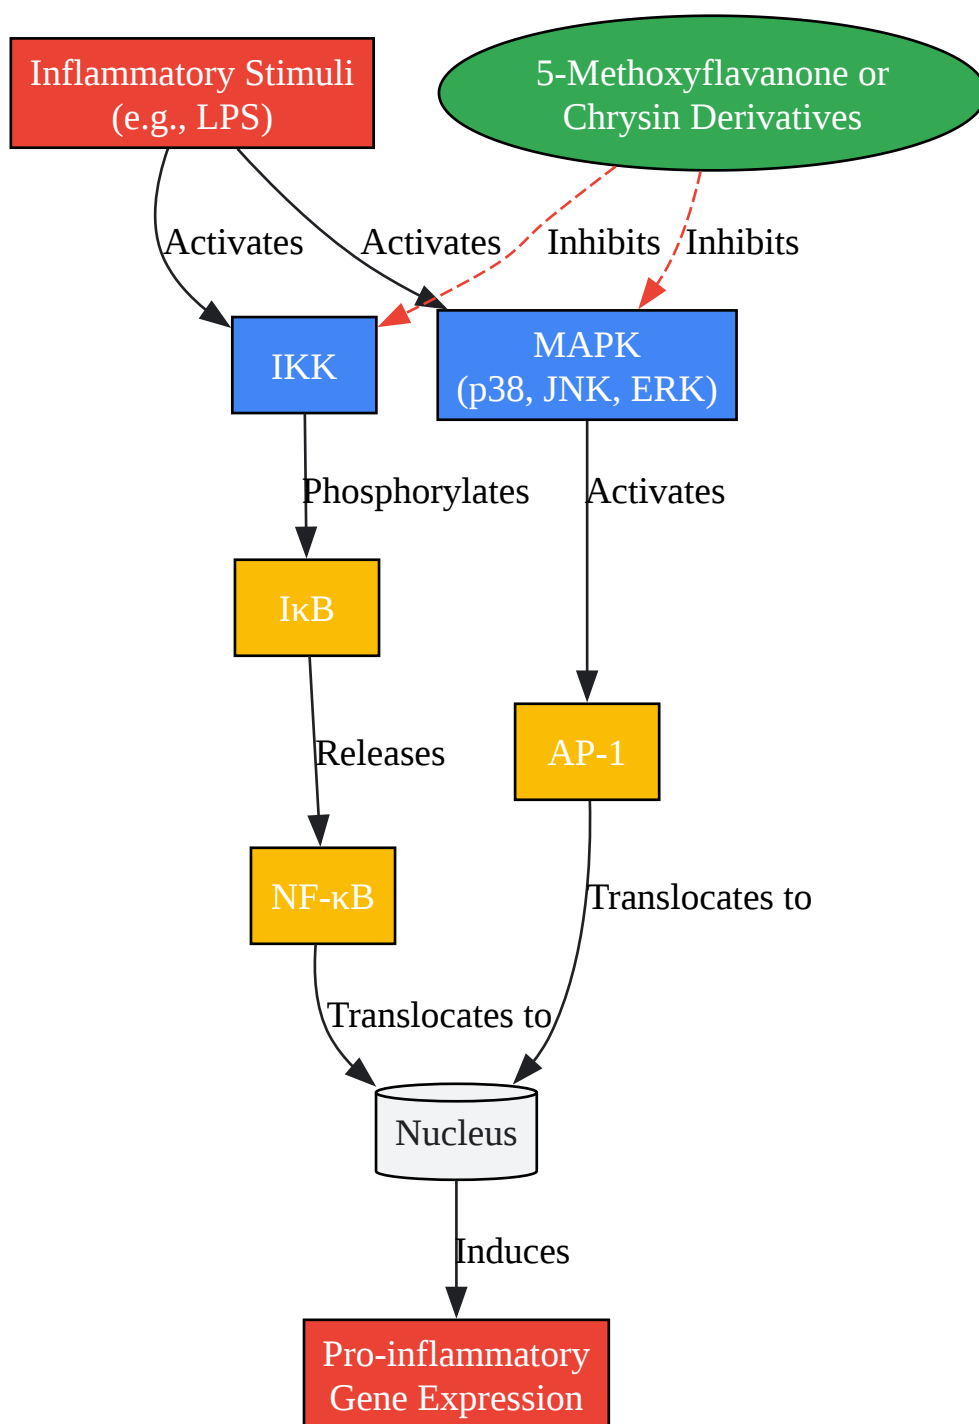 Inflammatory Stimuli
(e.g., LPS)
5-Methoxyflavanone or
Chrysin Derivatives
Activates
Activates
Inhibits
Inhibits
IKK
MAPK
(p38, JNK, ERK)
Phosphorylates
Activates
IκB
Releases
AP-1
NF-κB
Translocates to
Translocates to
Nucleus
Induces
Pro-inflammatory
Gene Expression